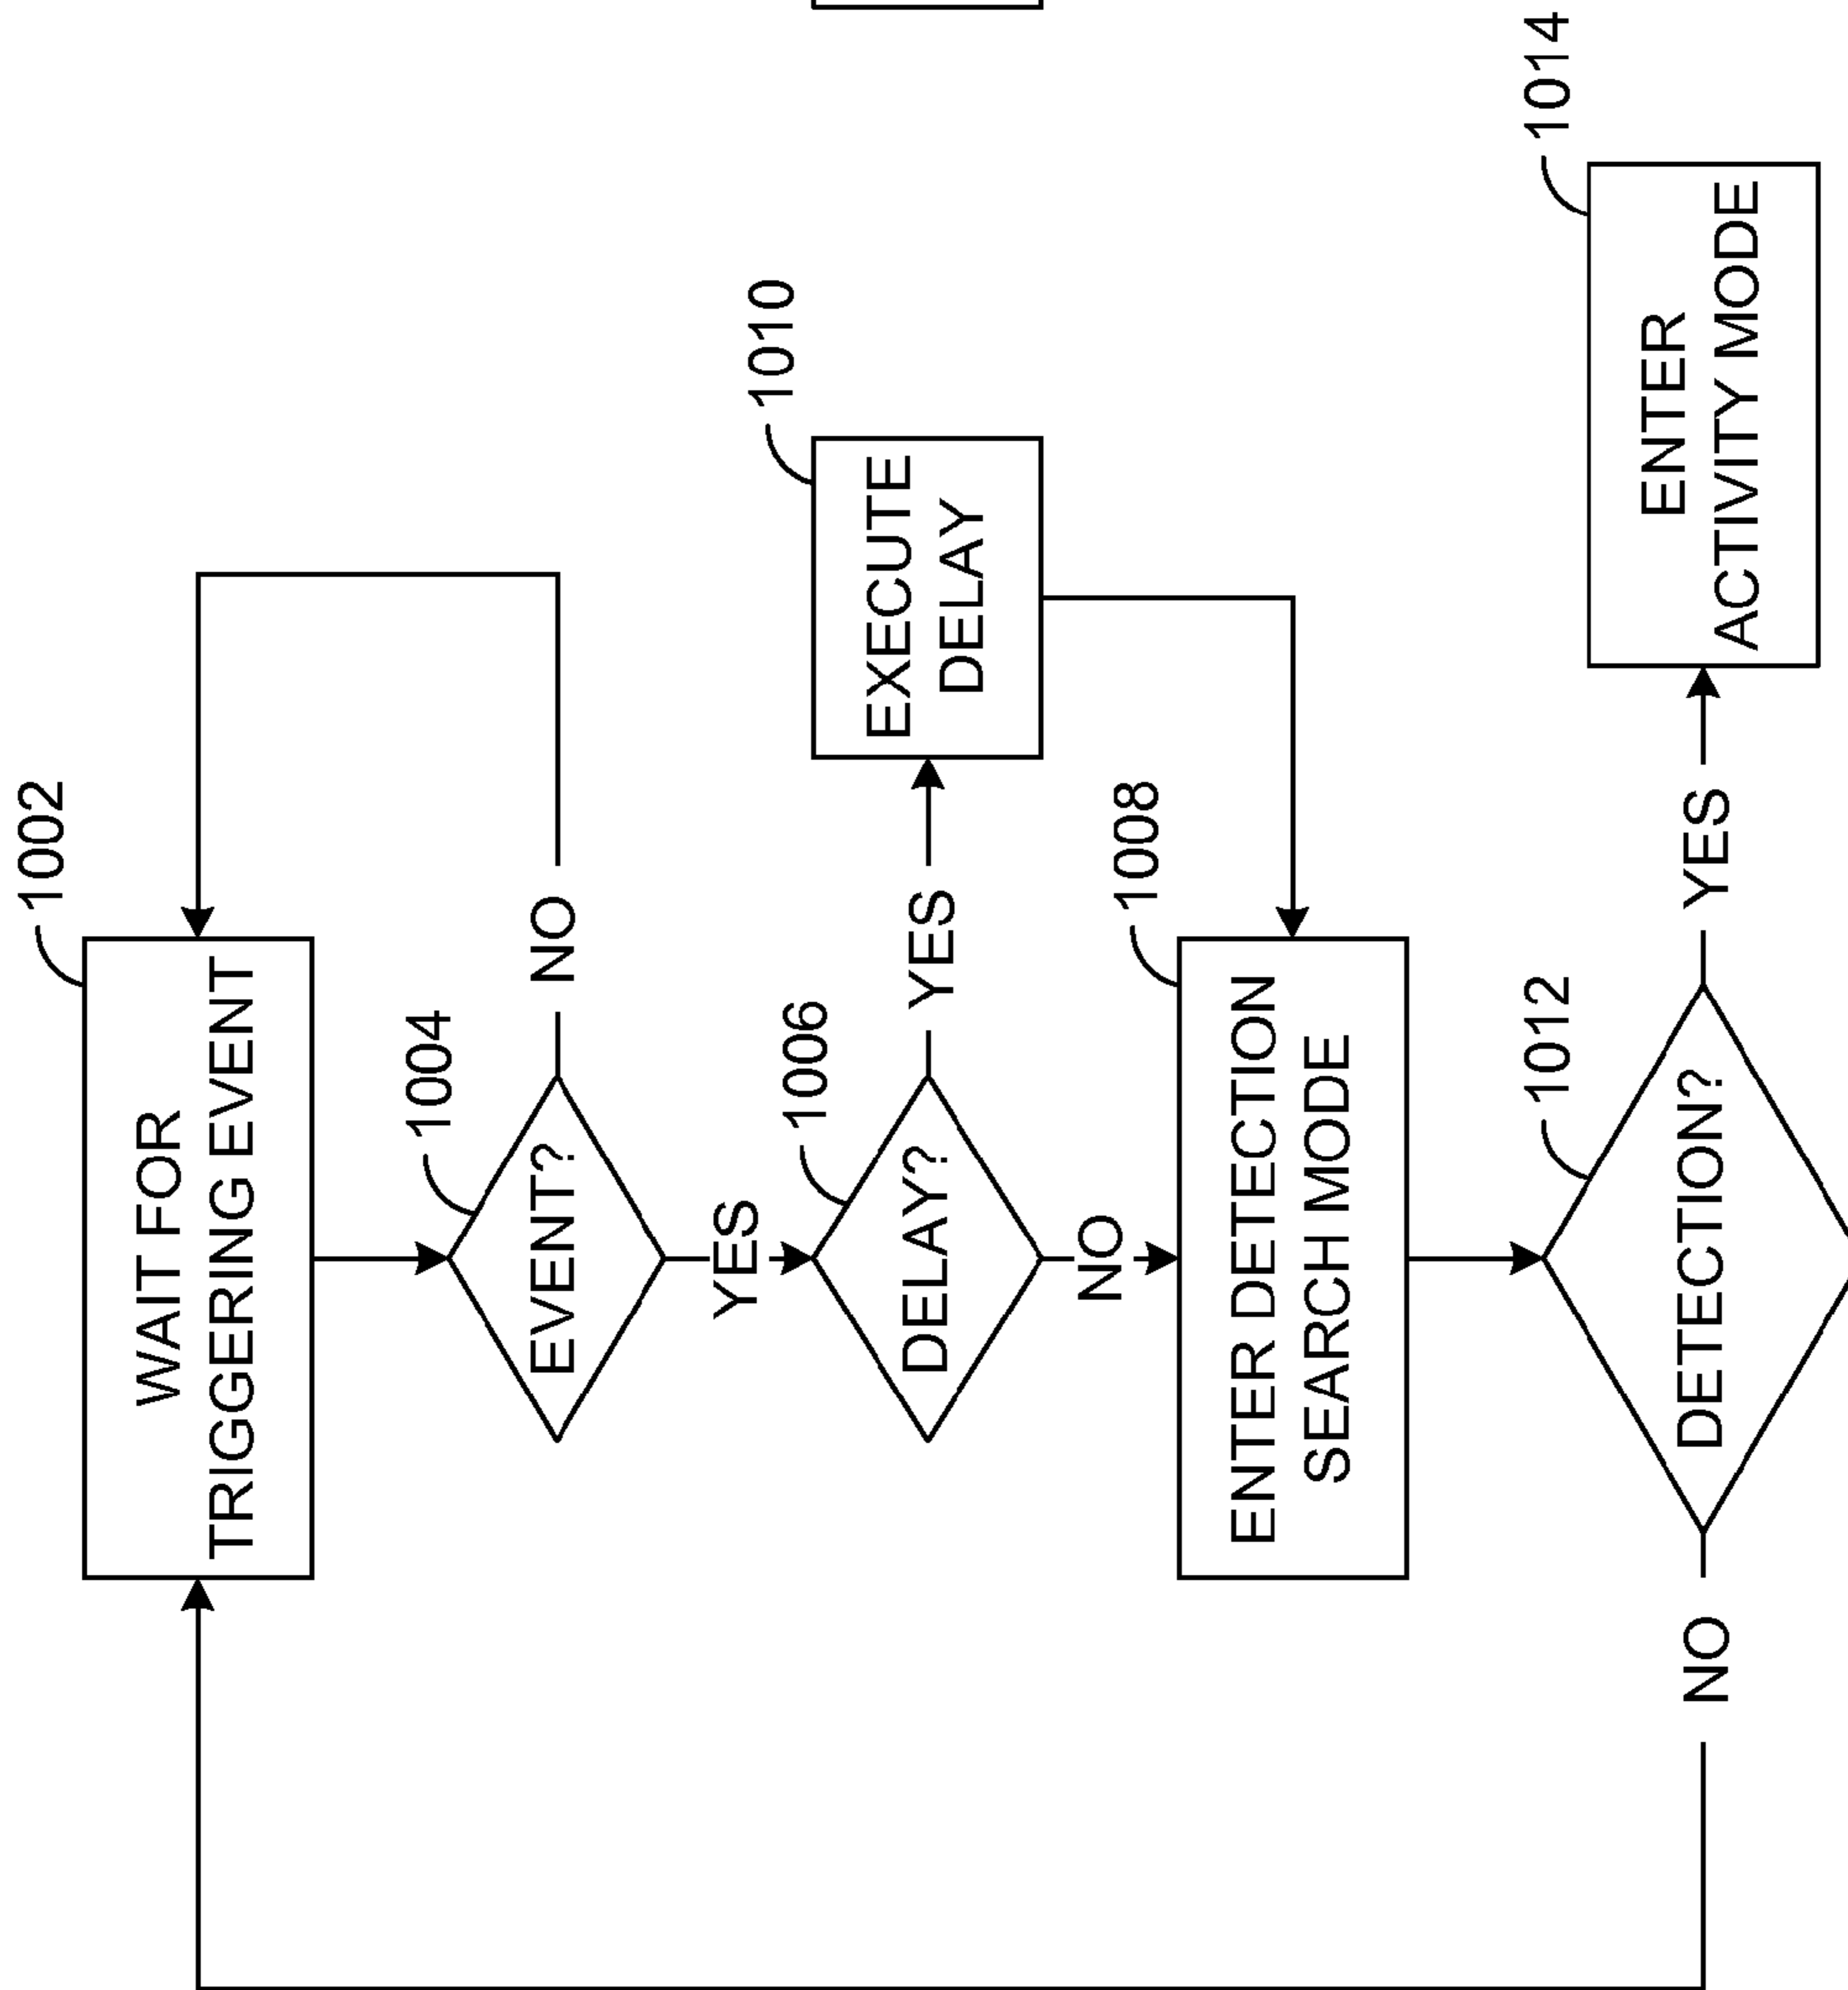 1002
WAIT FOR
TRIGGERING EVENT
1004
EVENT?
NO
YES
1006
DELAY?
YES
1010
EXECUTE
DELAY
NO
1008
ENTER DETECTION
SEARCH MODE
1012
DETECTION?
NO
YES
1014
ENTER
ACTIVITY MODE